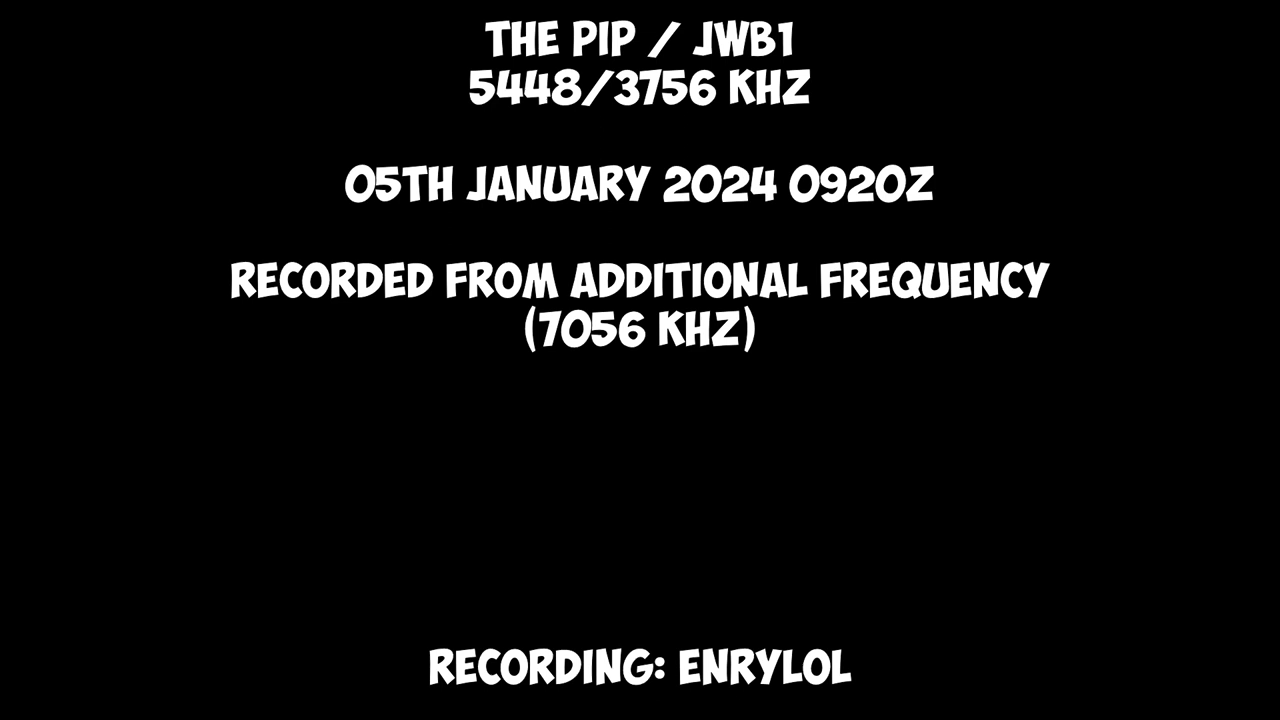 THE PIP / JWB1
5448/3756 KHZ
05TH JANUARY 2024 0920Z
RECORDED FROM ADDITIONAL FREQUENCY
(7056 KHZ)
RECORDING: ENRYLOL